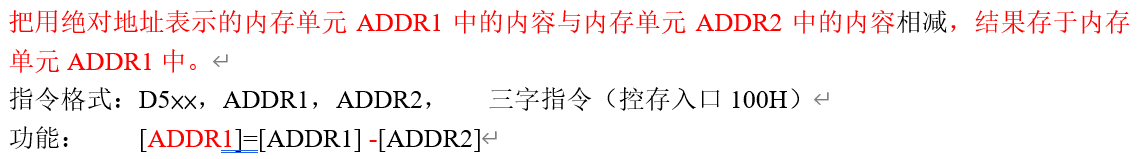 把用绝对地址表示的内存单元 ADDR1 中的内容与内存单元 ADDR2 中的内容相减，结果存于内存
单元 ADDR1 中。↵
指令格式：D5xx，ADDR1，ADDR2，　　三字指令（控存入口 100H）↵
功能：　　[ADDR1]=[ADDR1] -[ADDR2]↵